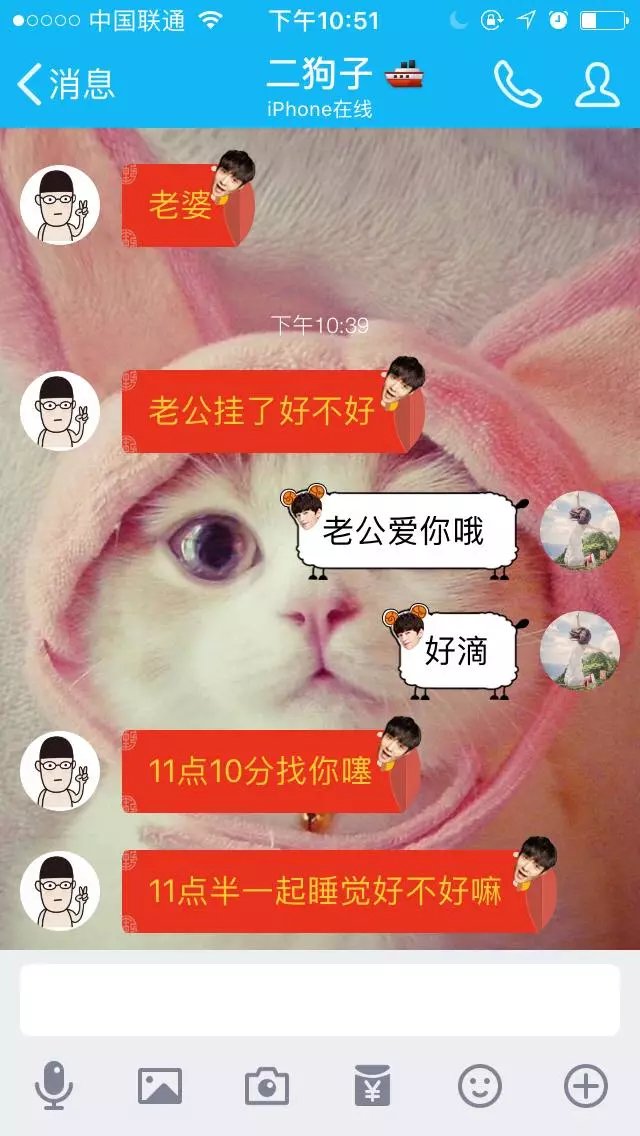 中国联通
下午10:51
消息
二狗子
iPhone在线
老婆
下午10:39
老公挂了好不好
老公爱你哦
好滴
11点10分找你噻
11点半一起睡觉好不好嘛
¥